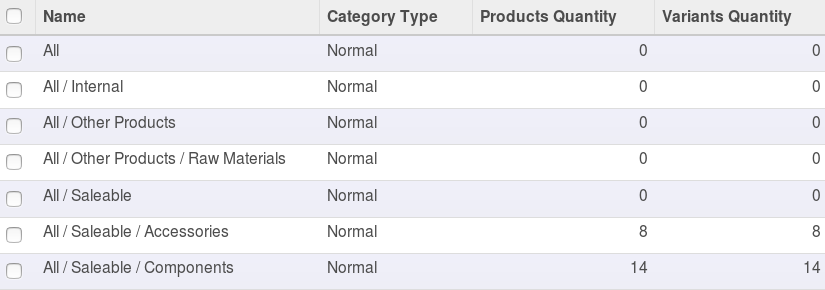 Name Category Type Products Quantity Variants Quantity
All Normal 0 0
All / Internal Normal 0 0
All / Other Products Normal 0 0
All / Other Products / Raw Materials Normal 0 0
All / Saleable Normal 0 0
All / Saleable / Accessories Normal 8 8
All / Saleable / Components Normal 14 14